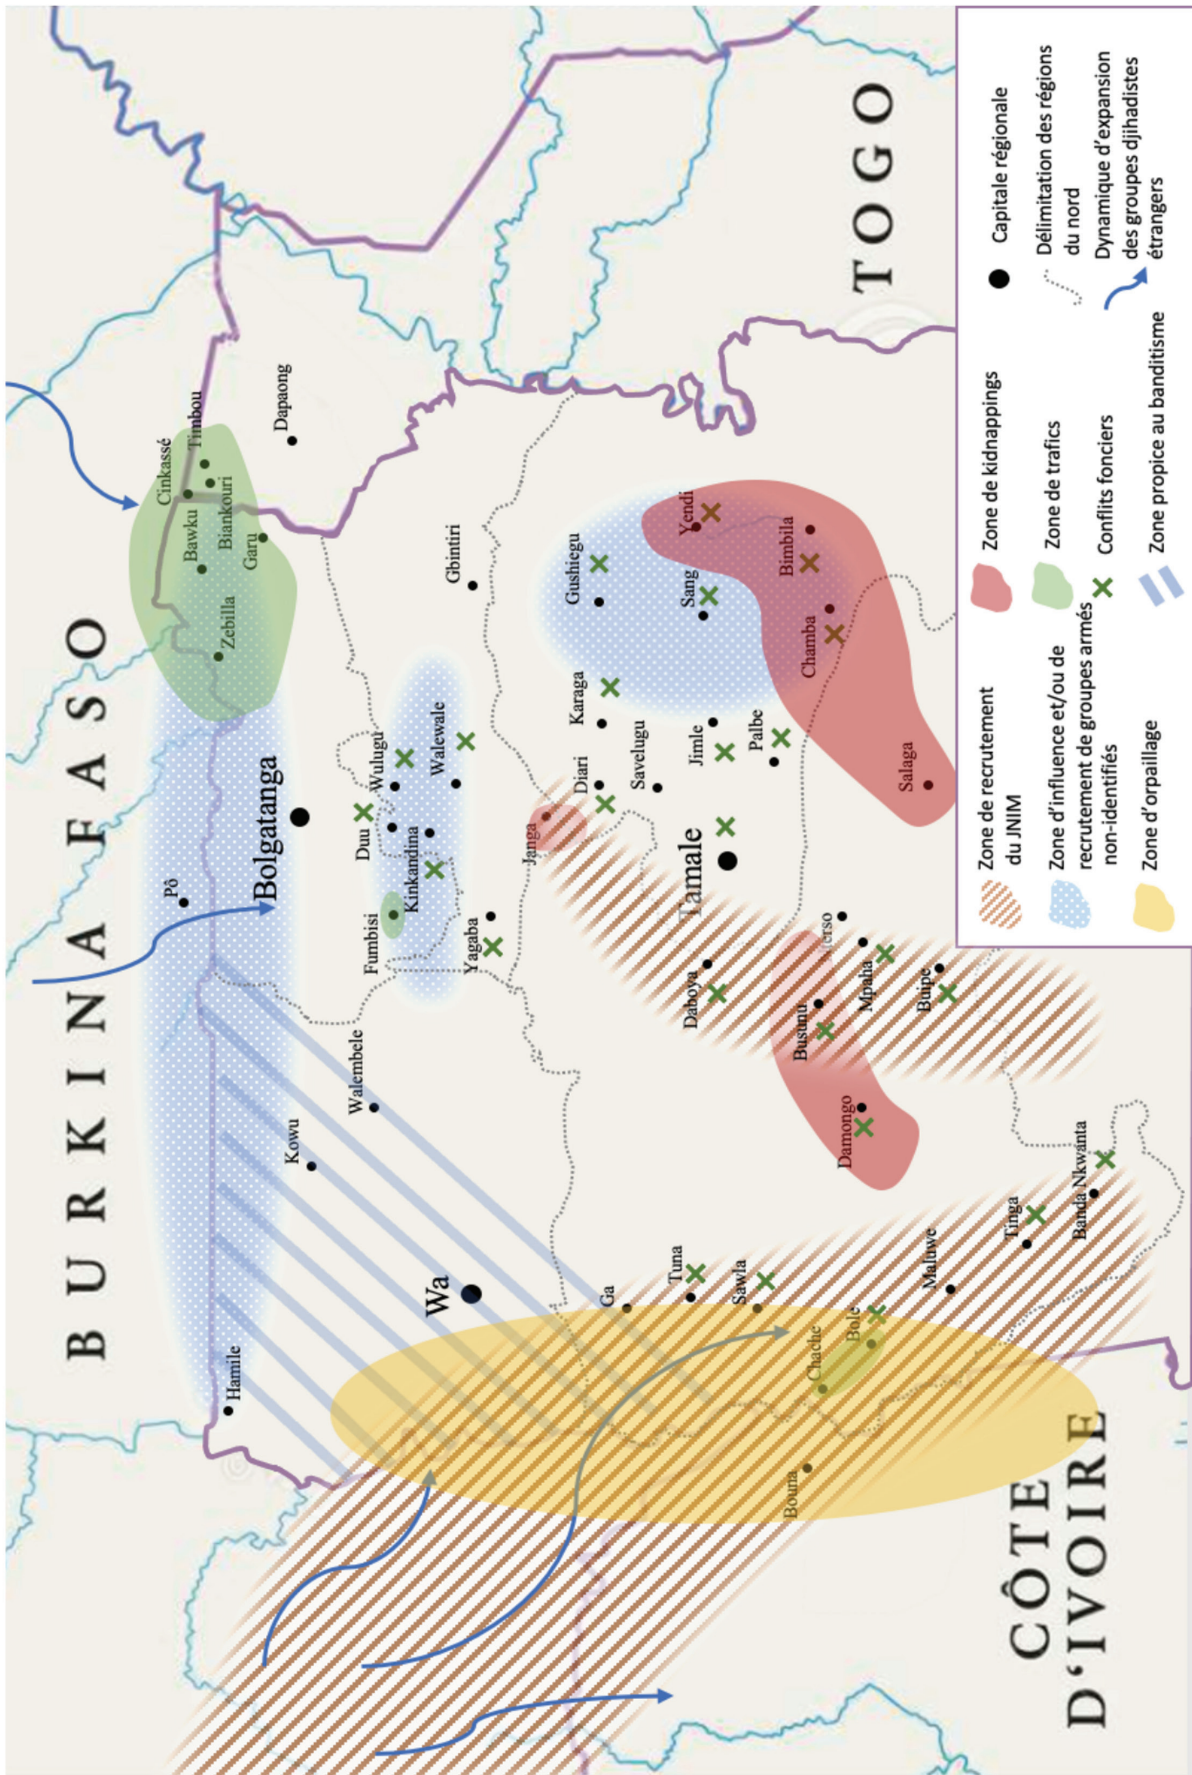 BURKINA FASO
TOGO
CÔTE
D'IVOIRE
Hamile
Pô
Bolgatanga
Zebilla
Bawku
Cinkassé
Timbou
Biankouri
Garu
Dapaong
Kowu
Walembele
Wa
Fumbisi
Duu
Kinkandina
Wulugu
Walewale
Yagaba
Gbintiri
Janga
Diari
Karaga
Gushiegu
Savelugu
Ga
Tuna
Sawla
Daboya
Tamale
Jimle
Sang
Yendi
Palbe
Bouna
Chache
Bole
Damongo
Busunu
Mpaha
Chamba
Bimbila
Maluwe
Buipe
Salaga
Tinga
Banda Nkwanta
Zone de recrutement
du JNIM
Zone d'influence et/ou de
recrutement de groupes armés
non-identifiés
Zone d'orpaillage
Zone de kidnappings
Zone de trafics
Conflits fonciers
Zone propice au banditisme
Capitale régionale
Délimitation des régions
du nord
Dynamique d'expansion
des groupes djihadistes
étrangers